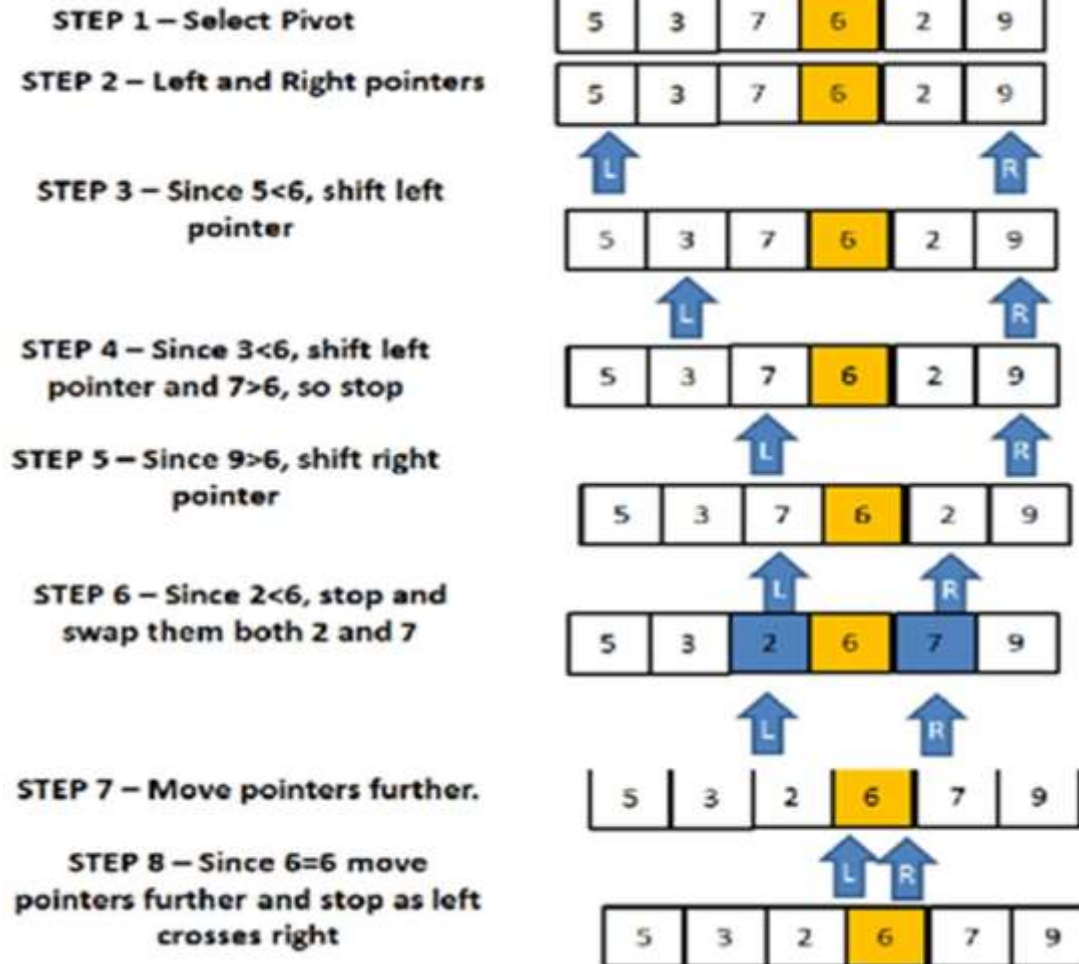 STEP 1 – Select Pivot
5 3 7 6 2 9
STEP 2 – Left and Right pointers
5 3 7 6 2 9
L R
STEP 3 – Since 5<6, shift left
pointer
5 3 7 6 2 9
L R
STEP 4 – Since 3<6, shift left
pointer and 7>6, so stop
5 3 7 6 2 9
L R
STEP 5 – Since 9>6, shift right
pointer
5 3 7 6 2 9
L R
STEP 6 – Since 2<6, stop and
swap them both 2 and 7
5 3 2 6 7 9
L R
STEP 7 – Move pointers further.
5 3 2 6 7 9
L R
STEP 8 – Since 6=6 move
pointers further and stop as left
crosses right
5 3 2 6 7 9